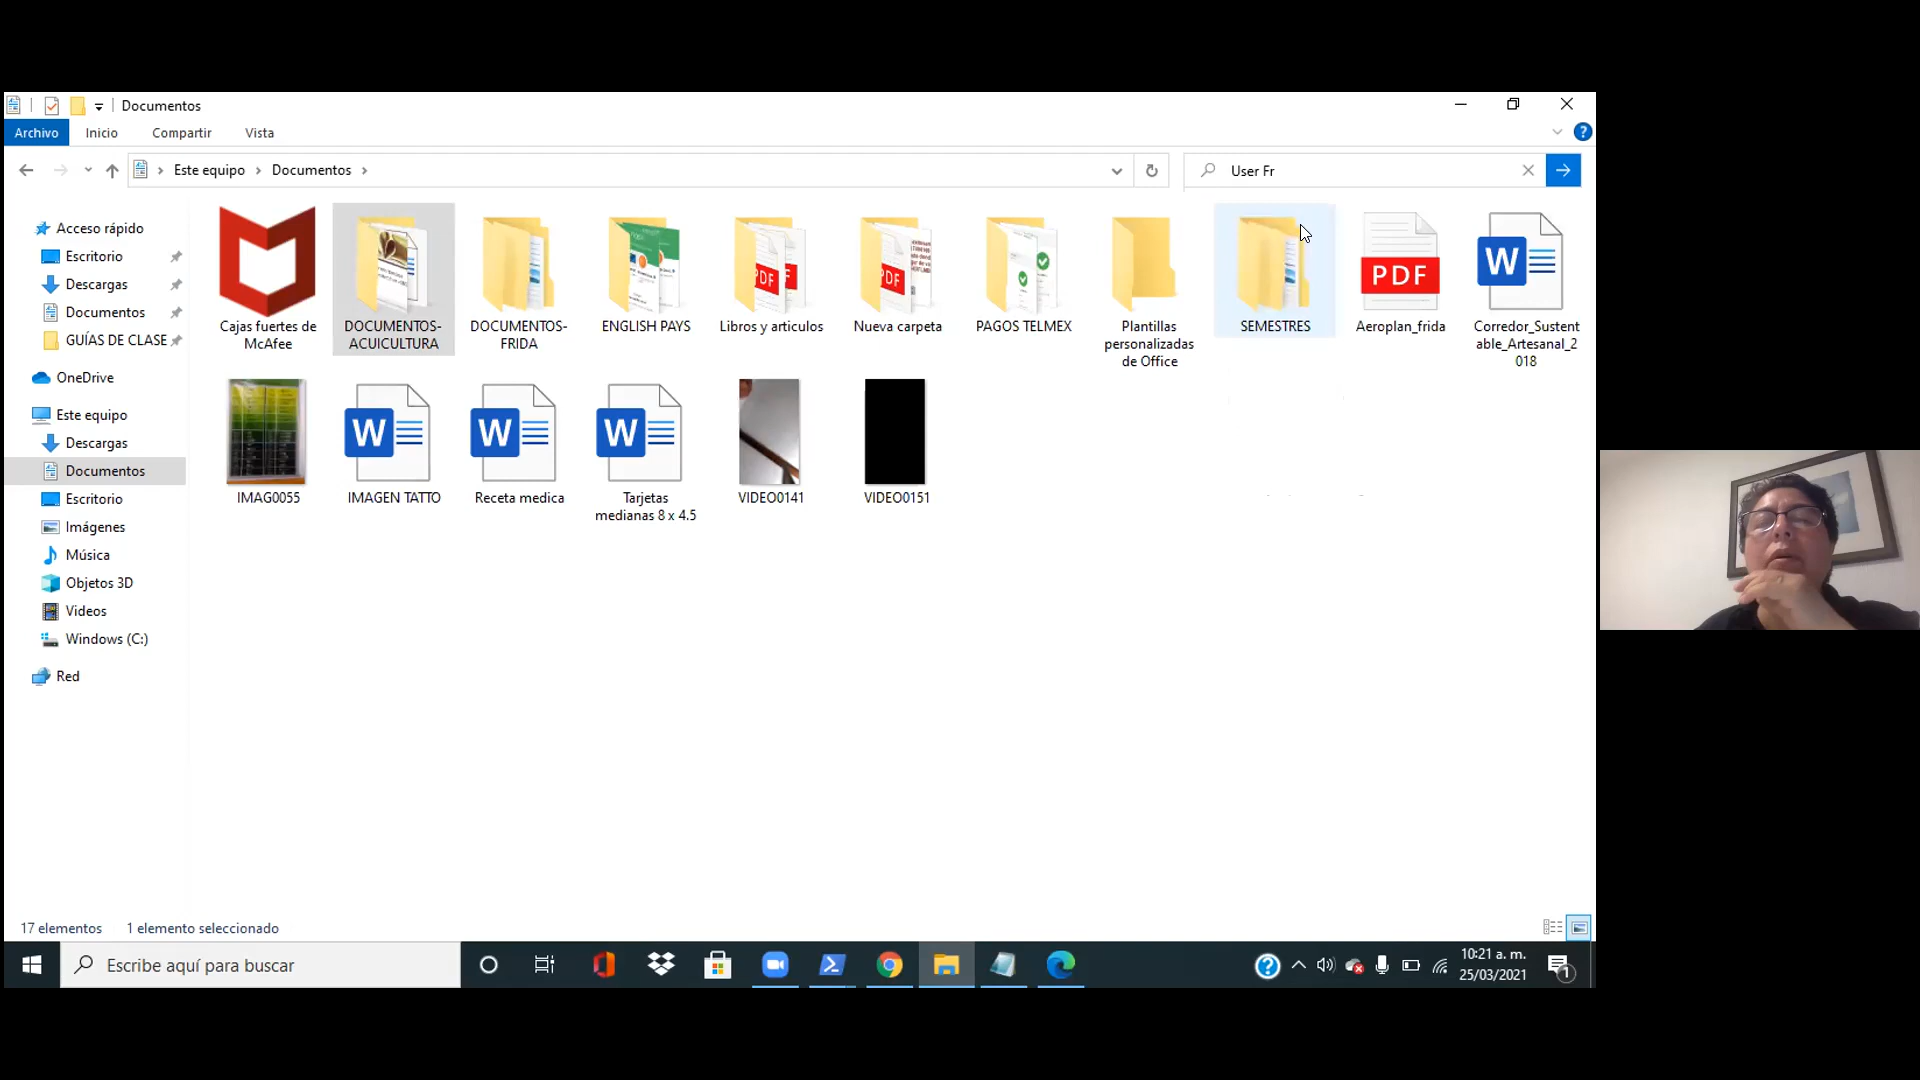 Documentos
Archivo Inicio Compartir Vista
Este equipo Documentos
User Fr
Acceso rápido
Escritorio
Descargas
Documentos
GUÍAS DE CLASE
OneDrive
Este equipo
Descargas
Documentos
Escritorio
Imágenes
Música
Objetos 3D
Videos
Windows (C:)
Red
Cajas fuertes de
McAfee
DOCUMENTOS-
ACUICULTURA
DOCUMENTOS-
FRIDA
ENGLISH PAYS
Libros y articulos
Nueva carpeta
PAGOS TELMEX
Plantillas
personalizadas
de Office
SEMESTRES
PDF
Aeroplan_frida
W
Corredor_Sustent
able_Artesanal_2
018
IMAG0055
W
IMAGEN TATTO
W
Receta medica
W
Tarjetas
medianas 8 x 4.5
VIDEO0141
VIDEO0151
17 elementos 1 elemento seleccionado
Escribe aquí para buscar
10:21 a. m.
25/03/2021
1